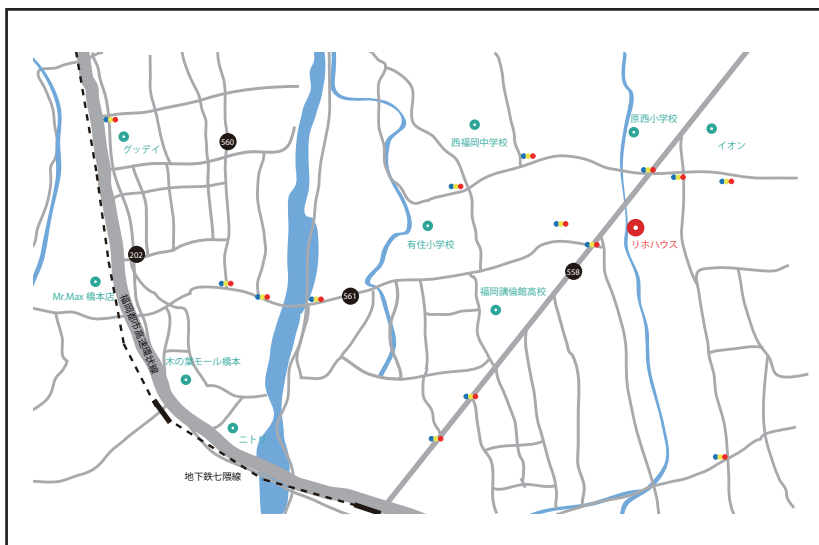 原西小学校
グッデイ
560
西福岡中学校
イオン
有住小学校
リホハウス
202
558
Mr.Max 橋本店
561
福岡講倫館高校
福岡都市高速環状線
木の葉モール橋本
ニトリ
地下鉄七隈線